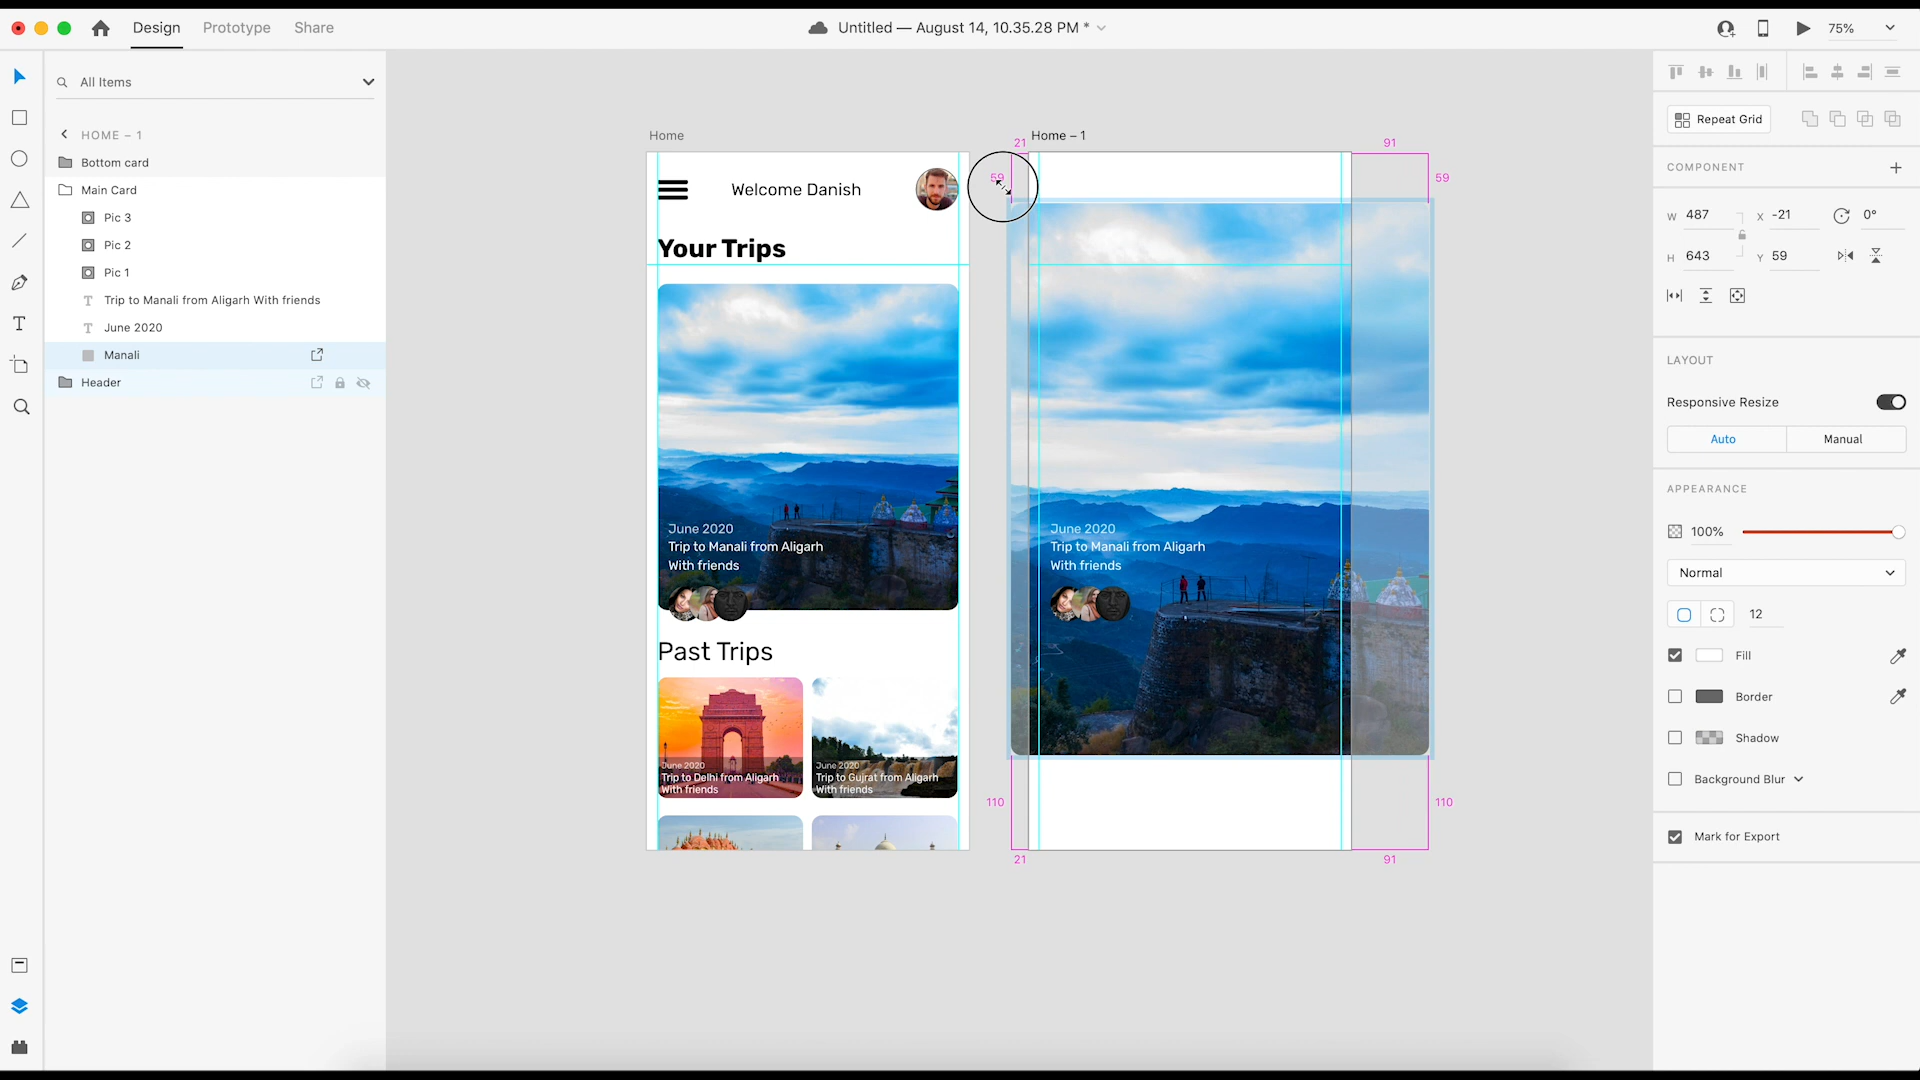 Design
Prototype
Share
Untitled — August 14, 10.35.28 PM *
75%
All Items
HOME – 1
Bottom card
Main Card
Pic 3
Pic 2
Pic 1
T Trip to Manali from Aligarh With friends
T June 2020
Manali
Header
Home
Welcome Danish
Your Trips
June 2020
Trip to Manali from Aligarh
With friends
Past Trips
June 2020
Trip to Delhi from Aligarh
With friends
June 2020
Trip to Gujrat from Aligarh
With friends
21
Home – 1
91
59
59
June 2020
Trip to Manali from Aligarh
With friends
110
110
21
91
Repeat Grid
COMPONENT
W 487
X -21
0°
H 643
Y 59
LAYOUT
Responsive Resize
Auto
Manual
APPEARANCE
100%
Normal
12
Fill
Border
Shadow
Background Blur
Mark for Export